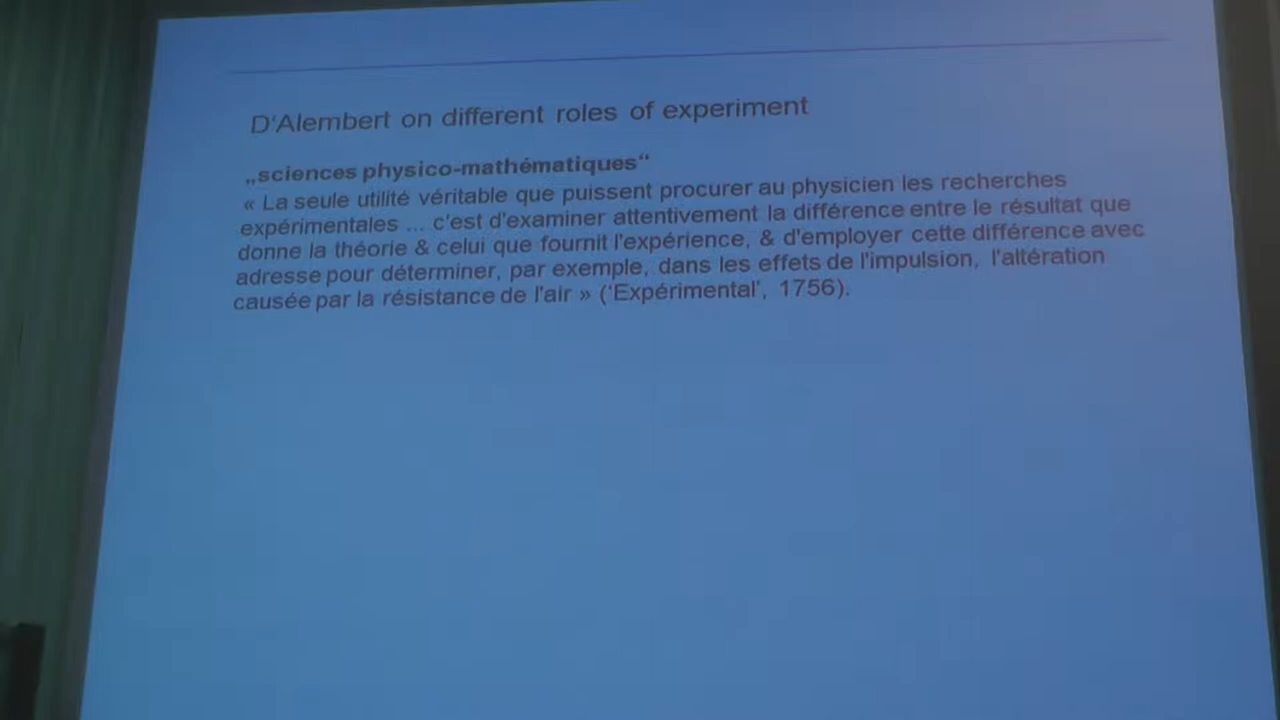 D‘Alembert on different roles of experiment
„sciences physico-mathématiques“
« La seule utilité véritable que puissent procurer au physicien les recherches
expérimentales ... c'est d'examiner attentivement la différence entre le résultat que
donne la théorie & celui que fournit l'expérience, & d'employer cette différence avec
adresse pour déterminer, par exemple, dans les effets de l'impulsion, l'altération
causée par la résistance de l'air » (‘Expérimental’, 1756).